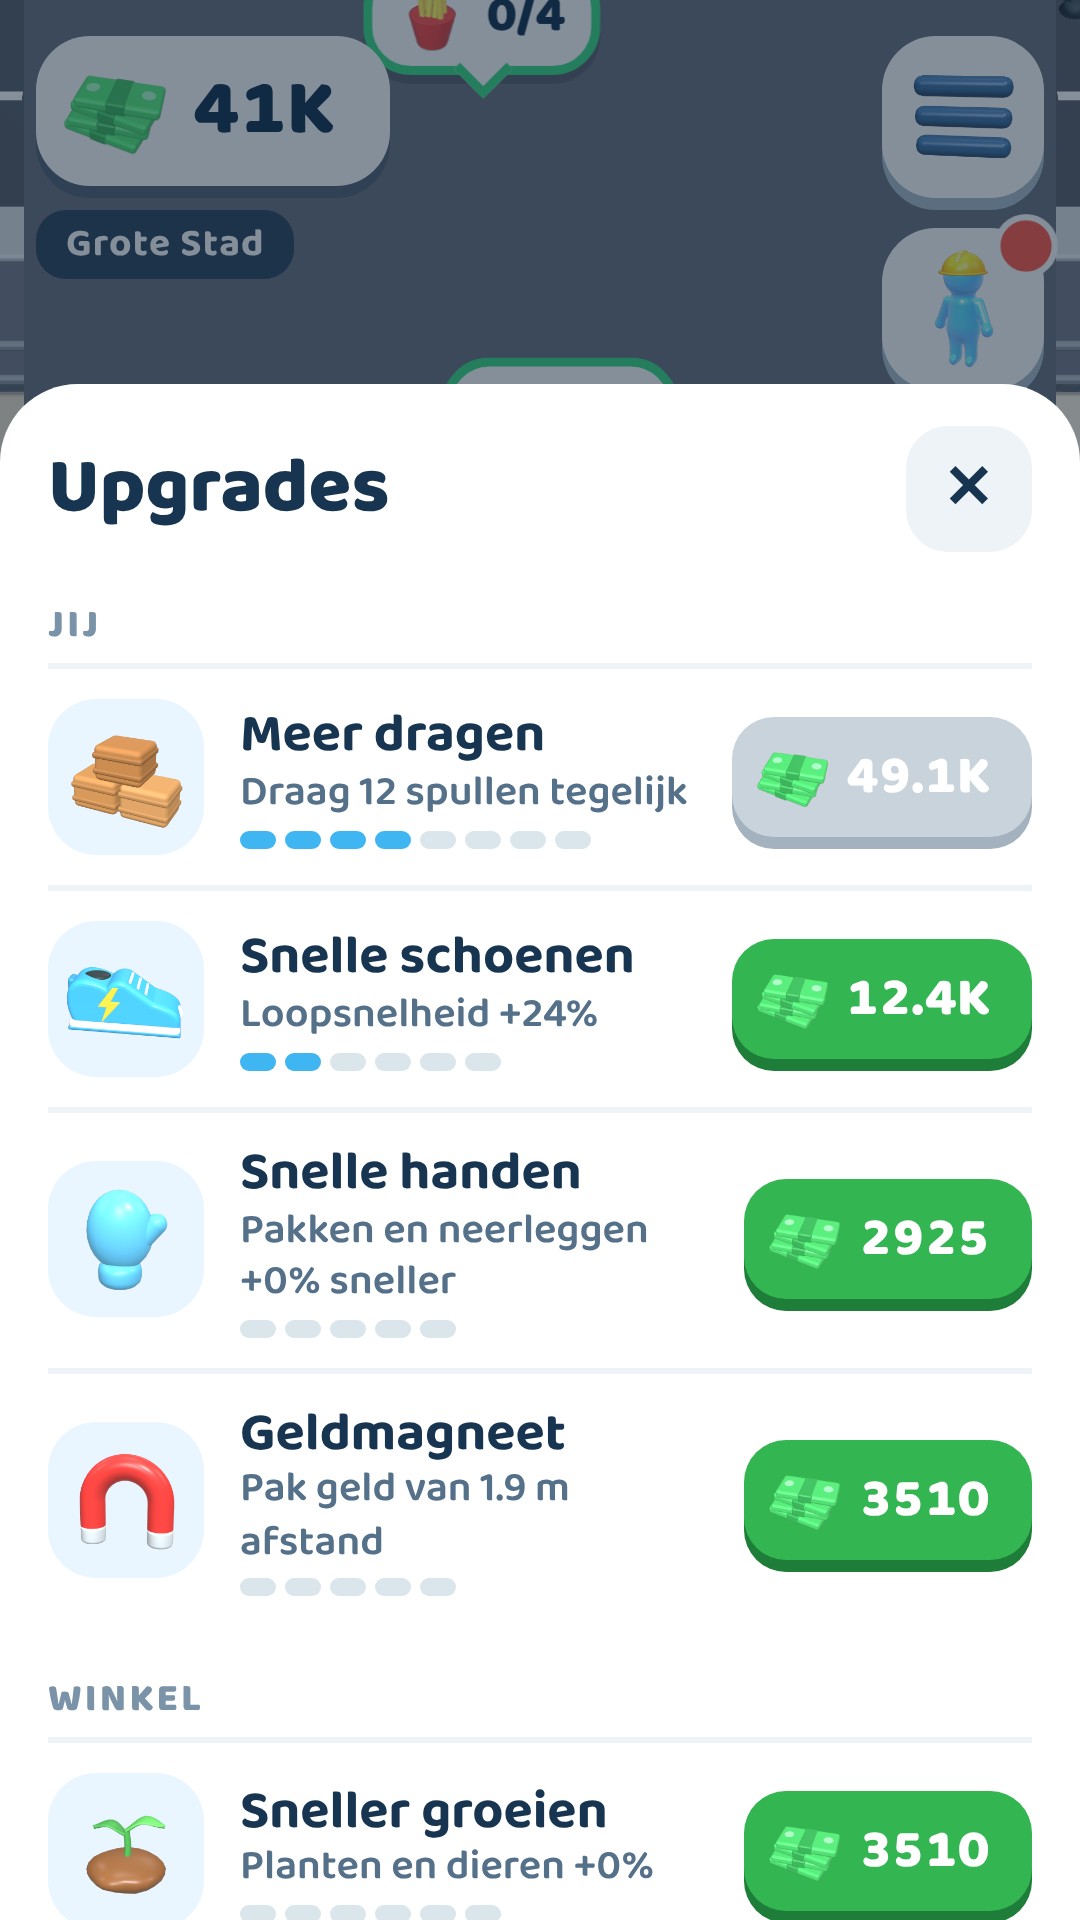 0/4
41K
Grote Stad
Upgrades
JIJ
Meer dragen
Draag 12 spullen tegelijk
49.1K
Snelle schoenen
Loopsnelheid +24%
12.4K
Snelle handen
Pakken en neerleggen
+0% sneller
2925
Geldmagneet
Pak geld van 1.9 m
afstand
3510
WINKEL
Sneller groeien
Planten en dieren +0%
3510